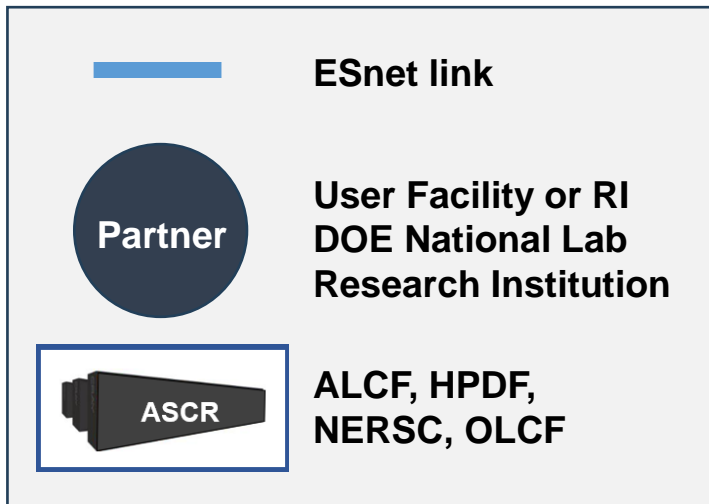 ESnet link
Partner
User Facility or RI
DOE National Lab
Research Institution
ASCR
ALCF, HPDF,
NERSC, OLCF